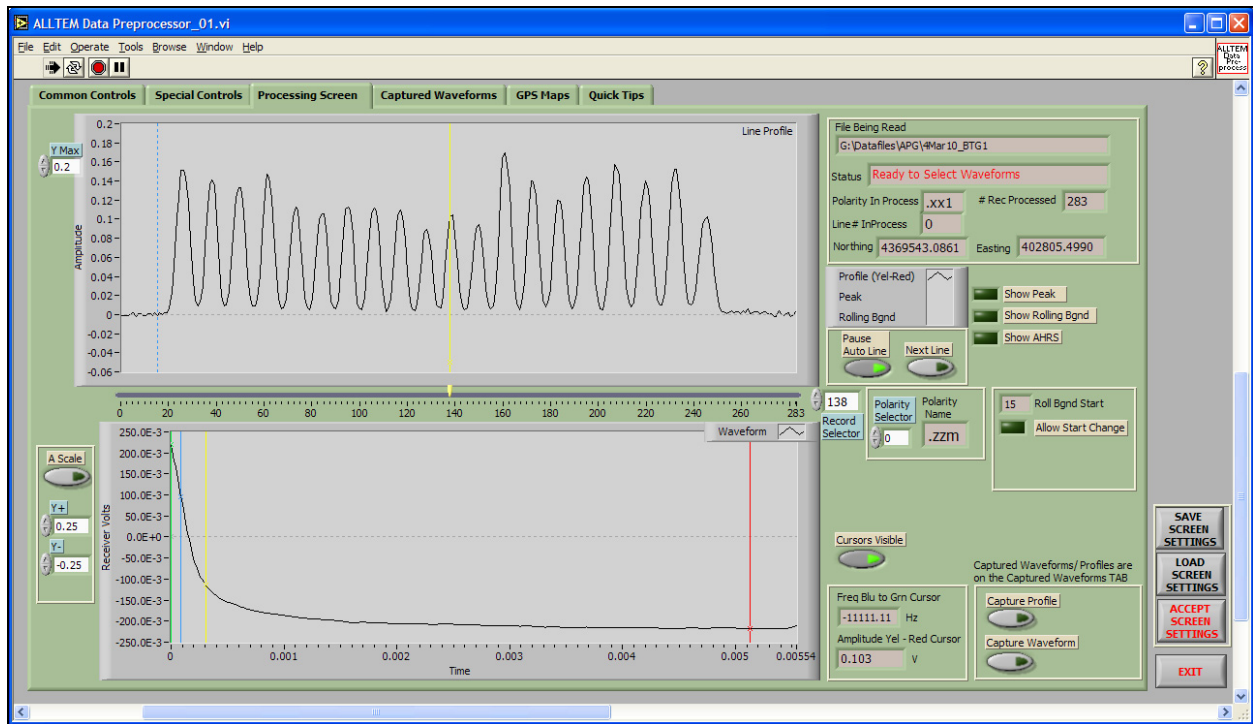 ALLTEM Data Preprocessor_01.vi
File Edit Operate Tools Browse Window Help
ALLTEM
Data
Pre-
process
Common Controls Special Controls Processing Screen Captured Waveforms GPS Maps Quick Tips
Line Profile
Y Max
0.2
0.2
0.18
0.16
0.14
0.12
0.1
0.08
0.06
0.04
0.02
0
-0.02
-0.04
-0.06
Amplitude
0 20 40 60 80 100 120 140 160 180 200 220 240 260 283
File Being Read
G:\Datafiles\APG\4Mar10_BTG1
Status Ready to Select Waveforms
Polarity In Process .xx1 # Rec Processed 283
Line# InProcess 0
Northing 4369543.0861 Easting 402805.4990
Profile (Yel-Red)
Peak
Rolling Bgnd
Show Peak
Show Rolling Bgnd
Show AHRS
Pause
Auto Line
Next Line
138
Record
Selector
Polarity
Selector
0
Polarity
Name
.zzm
15 Roll Bgnd Start
Allow Start Change
Waveform
A Scale
Y+
0.25
Y-
-0.25
250.0E-3
200.0E-3
150.0E-3
100.0E-3
50.0E-3
0.0E+0
-50.0E-3
-100.0E-3
-150.0E-3
-200.0E-3
-250.0E-3
Receiver Volts
0 0.001 0.002 0.003 0.004 0.005 0.00554
Time
Cursors Visible
Freq Blu to Grn Cursor
-11111.11 Hz
Amplitude Yel - Red Cursor
0.103 V
Captured Waveforms/ Profiles are
on the Captured Waveforms TAB
Capture Profile
Capture Waveform
SAVE
SCREEN
SETTINGS
LOAD
SCREEN
SETTINGS
ACCEPT
SCREEN
SETTINGS
EXIT